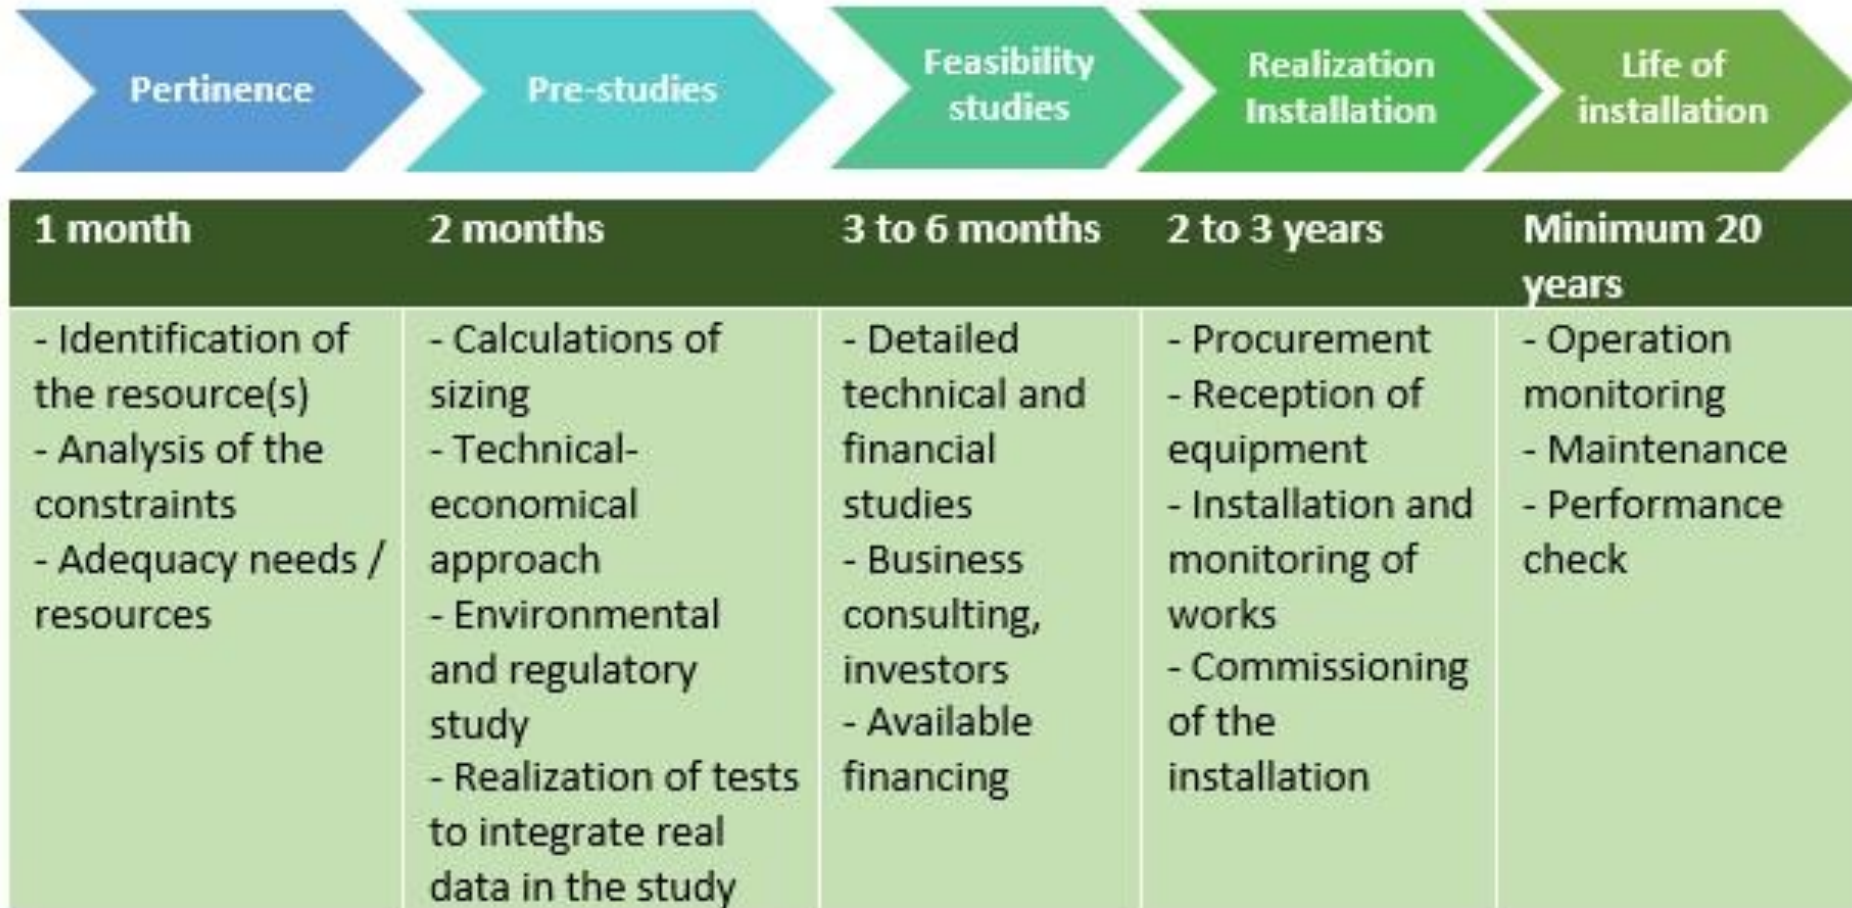 Pertinence
Pre-studies
Feasibility
studies
Realization
Installation
Life of
installation
1 month
2 months
3 to 6 months
2 to 3 years
Minimum 20
years
- Identification of
the resource(s)
- Analysis of the
constraints
- Adequacy needs /
resources
- Calculations of
sizing
- Technical-
economical
approach
- Environmental
and regulatory
study
- Realization of tests
to integrate real
data in the study
- Detailed
technical and
financial
studies
- Business
consulting,
investors
- Available
financing
- Procurement
- Reception of
equipment
- Installation and
monitoring of
works
- Commissioning
of the
installation
- Operation
monitoring
- Maintenance
- Performance
check